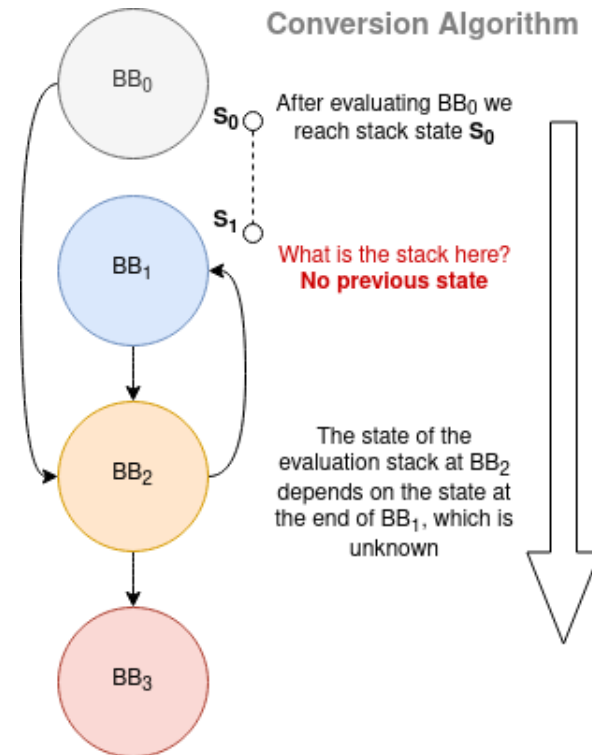 Conversion Algorithm
BB₀
S₀
After evaluating BB₀ we
reach stack state S₀
S₁
BB₁
What is the stack here?
No previous state
BB₂
The state of the
evaluation stack at BB₂
depends on the state at
the end of BB₁, which is
unknown
BB₃